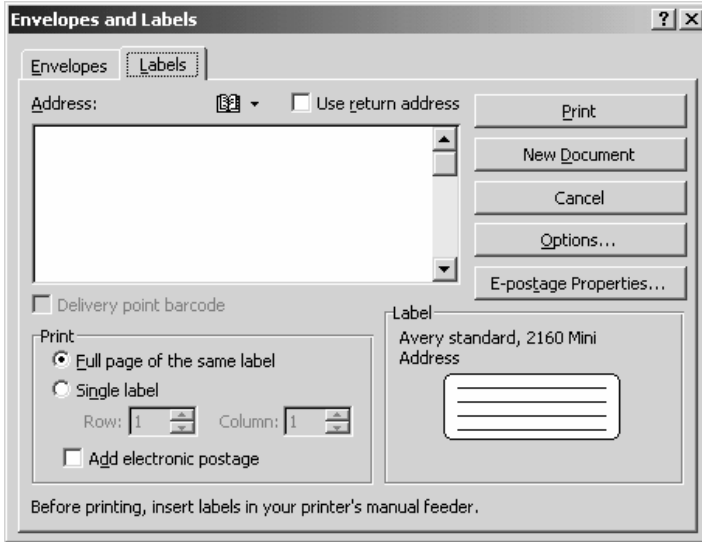 Envelopes and Labels
Envelopes Labels
Address: Use return address
Print
New Document
Cancel
Options...
E-postage Properties...
Delivery point barcode
Print
Full page of the same label
Single label
Row: 1 Column: 1
Add electronic postage
Label
Avery standard, 2160 Mini
Address
Before printing, insert labels in your printer's manual feeder.